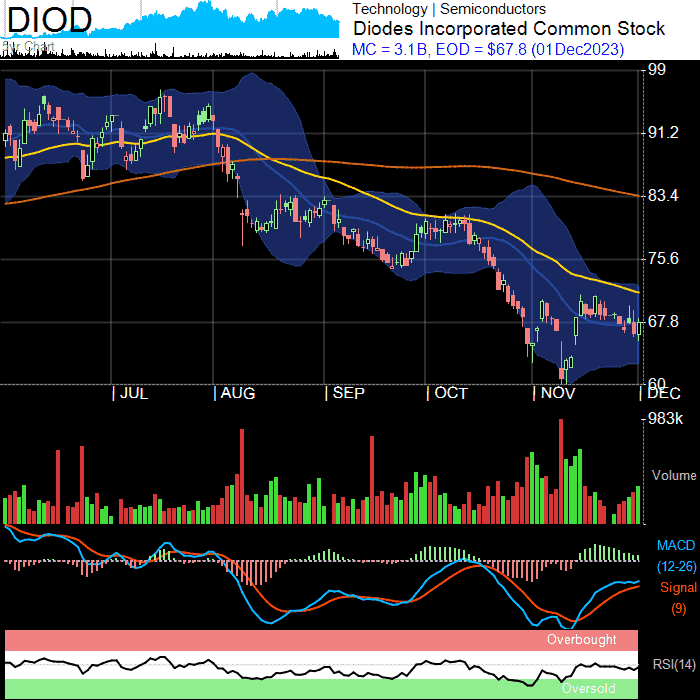 DIOD
5yr Chart
Technology | Semiconductors
Diodes Incorporated Common Stock
MC = 3.1B, EOD = $67.8 (01Dec2023)
99
91.2
83.4
75.6
67.8
60
JUL AUG SEP OCT NOV DEC
983k
Volume
MACD
(12-26)
Signal
(9)
Overbought
RSI(14)
Oversold